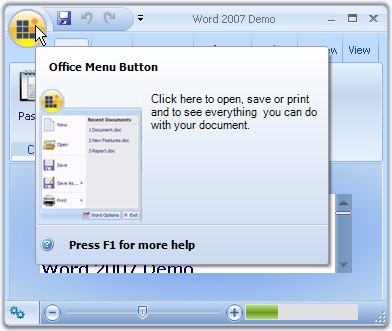 Word 2007 Demo
View
Pas
Office Menu Button
Click here to open, save or print
and to see everything you can do
with your document.
Recent Documents
New
1 Document.doc
2 New Features.doc
Open
3 Report.doc
Save
Save As...
Print
Word Options
Exit
C
Press F1 for more help
Word 2007 Demo